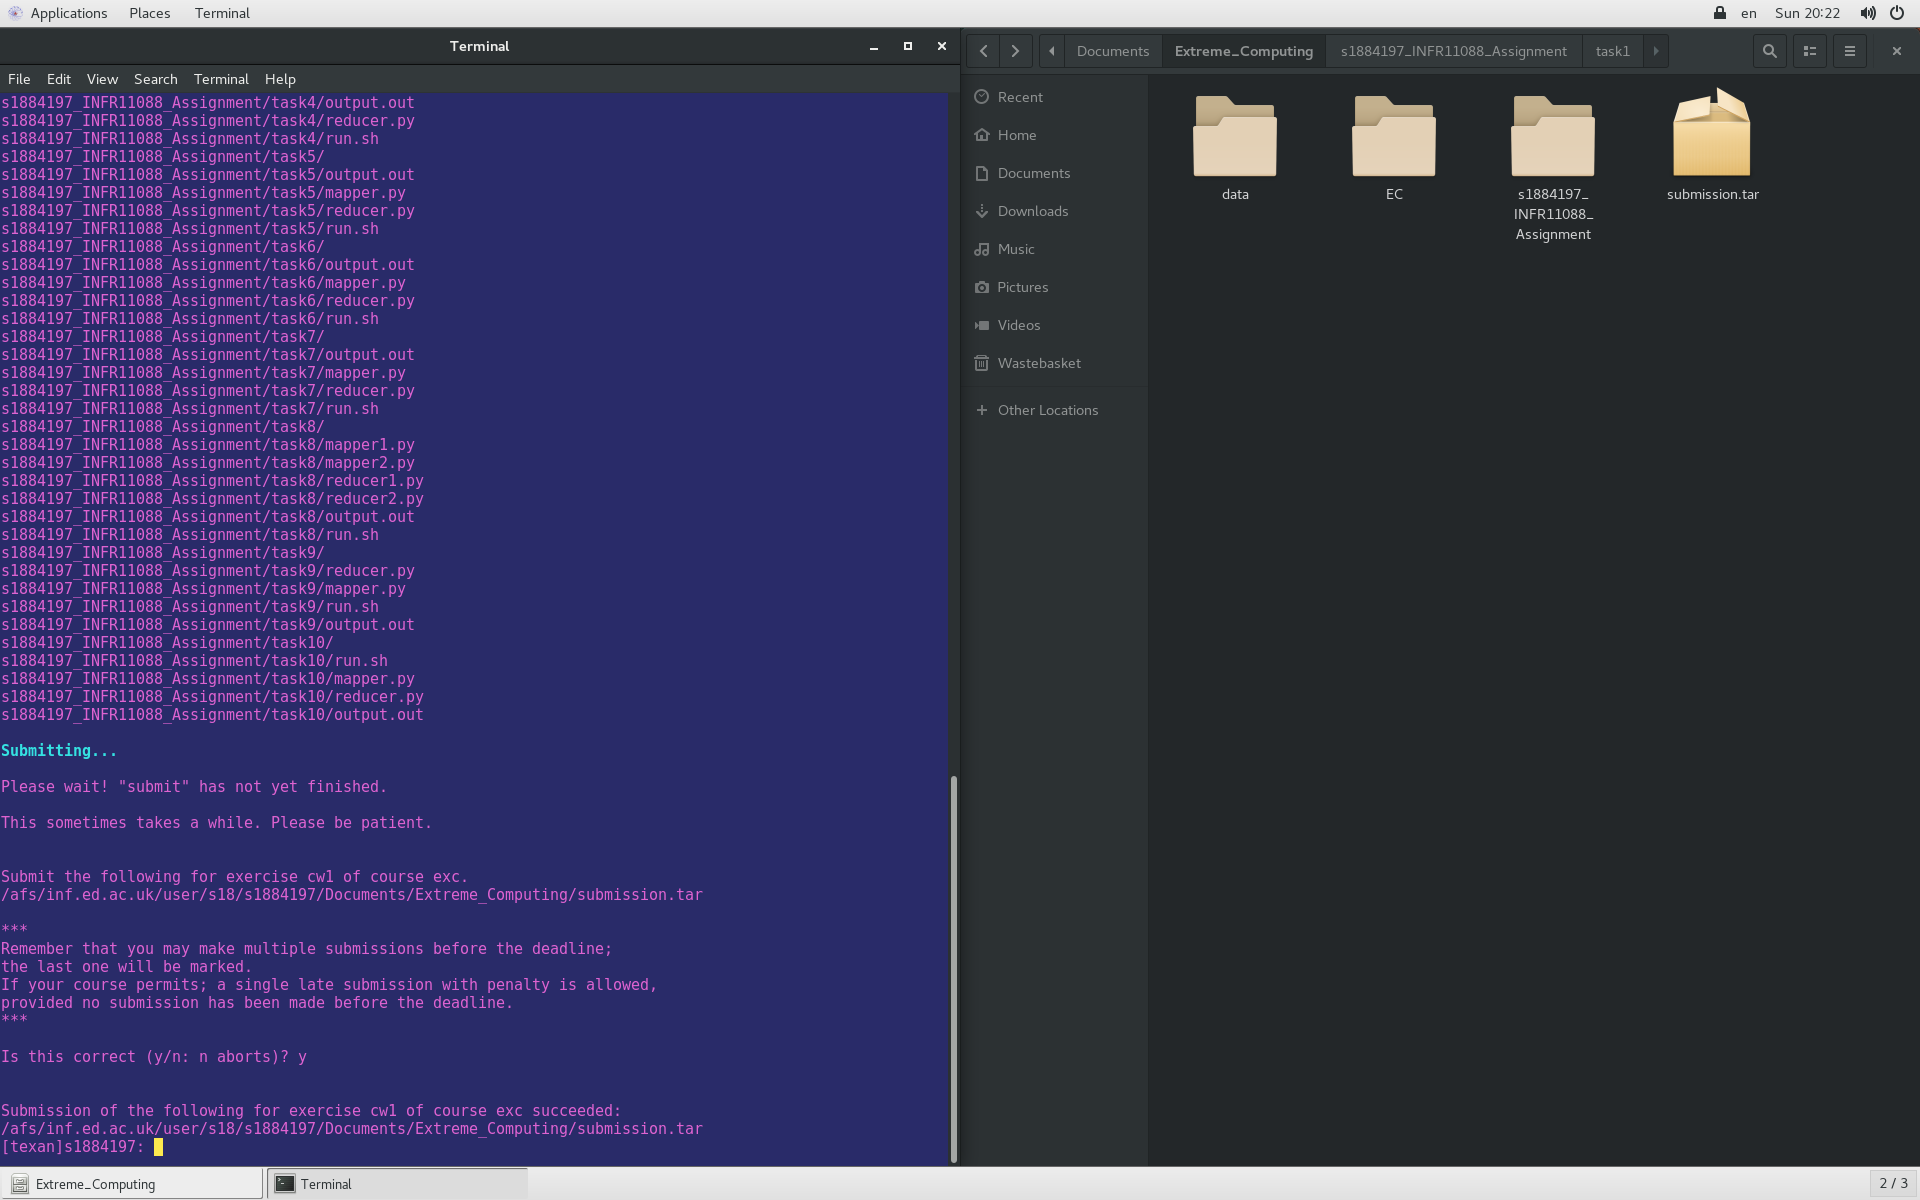 Applications Places Terminal en Sun 20:22
Terminal
File Edit View Search Terminal Help
s1884197_INFR11088_Assignment/task4/output.out
s1884197_INFR11088_Assignment/task4/reducer.py
s1884197_INFR11088_Assignment/task4/run.sh
s1884197_INFR11088_Assignment/task5/
s1884197_INFR11088_Assignment/task5/output.out
s1884197_INFR11088_Assignment/task5/mapper.py
s1884197_INFR11088_Assignment/task5/reducer.py
s1884197_INFR11088_Assignment/task5/run.sh
s1884197_INFR11088_Assignment/task6/
s1884197_INFR11088_Assignment/task6/output.out
s1884197_INFR11088_Assignment/task6/mapper.py
s1884197_INFR11088_Assignment/task6/reducer.py
s1884197_INFR11088_Assignment/task6/run.sh
s1884197_INFR11088_Assignment/task7/
s1884197_INFR11088_Assignment/task7/output.out
s1884197_INFR11088_Assignment/task7/mapper.py
s1884197_INFR11088_Assignment/task7/reducer.py
s1884197_INFR11088_Assignment/task7/run.sh
s1884197_INFR11088_Assignment/task8/
s1884197_INFR11088_Assignment/task8/mapper1.py
s1884197_INFR11088_Assignment/task8/mapper2.py
s1884197_INFR11088_Assignment/task8/reducer1.py
s1884197_INFR11088_Assignment/task8/reducer2.py
s1884197_INFR11088_Assignment/task8/output.out
s1884197_INFR11088_Assignment/task8/run.sh
s1884197_INFR11088_Assignment/task9/
s1884197_INFR11088_Assignment/task9/reducer.py
s1884197_INFR11088_Assignment/task9/mapper.py
s1884197_INFR11088_Assignment/task9/run.sh
s1884197_INFR11088_Assignment/task9/output.out
s1884197_INFR11088_Assignment/task10/
s1884197_INFR11088_Assignment/task10/run.sh
s1884197_INFR11088_Assignment/task10/mapper.py
s1884197_INFR11088_Assignment/task10/reducer.py
s1884197_INFR11088_Assignment/task10/output.out
Submitting...
Please wait! "submit" has not yet finished.
This sometimes takes a while. Please be patient.
Submit the following for exercise cw1 of course exc.
/afs/inf.ed.ac.uk/user/s18/s1884197/Documents/Extreme_Computing/submission.tar
***
Remember that you may make multiple submissions before the deadline;
the last one will be marked.
If your course permits; a single late submission with penalty is allowed,
provided no submission has been made before the deadline.
***
Is this correct (y/n: n aborts)? y
Submission of the following for exercise cw1 of course exc succeeded:
/afs/inf.ed.ac.uk/user/s18/s1884197/Documents/Extreme_Computing/submission.tar
[texan]s1884197:
Documents Extreme_Computing s1884197_INFR11088_Assignment task1
Recent
Home
Documents
Downloads
Music
Pictures
Videos
Wastebasket
Other Locations
data
EC
s1884197_
INFR11088_
Assignment
submission.tar
Extreme_Computing Terminal 2 / 3